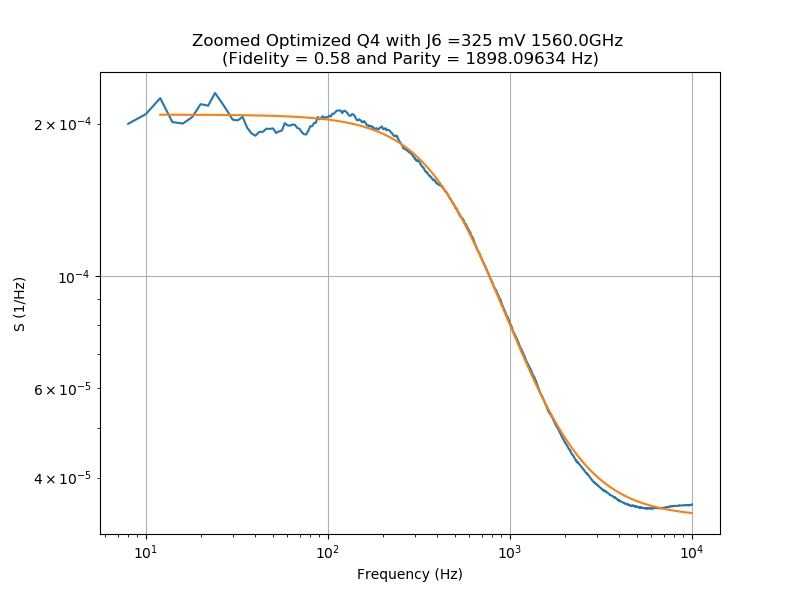 Zoomed Optimized Q4 with J6 =325 mV 1560.0GHz
(Fidelity = 0.58 and Parity = 1898.09634 Hz)
2 × 10⁻⁴
10⁻⁴
6 × 10⁻⁵
4 × 10⁻⁵
S (1/Hz)
10¹ 10² 10³ 10⁴
Frequency (Hz)